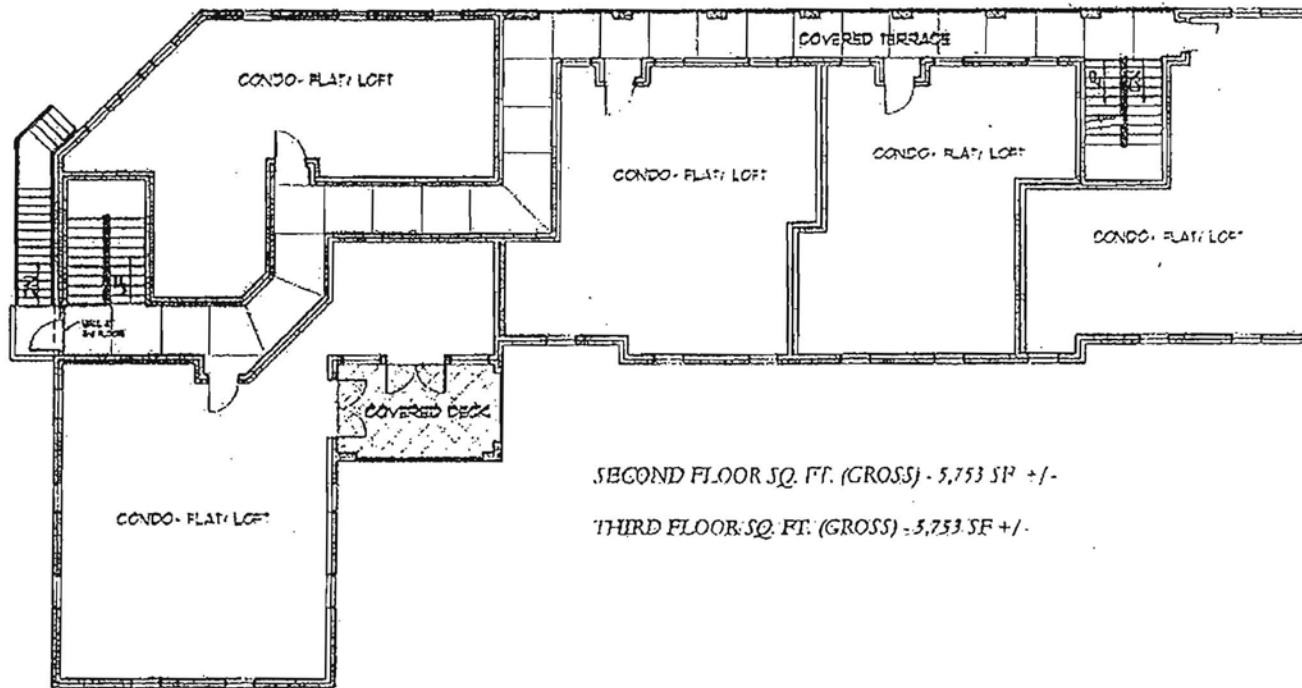 COVERED TERRACE
CONDO- FLAT/ LOFT
CONDO- FLAT/ LOFT
CONDO- FLAT/ LOFT
CONDO- FLAT/ LOFT
COVERED DECK
CONDO- FLAT/ LOFT
SECOND FLOOR SQ. FT. (GROSS) - 5,753 SF +/-
THIRD FLOOR SQ. FT. (GROSS) - 5,753 SF +/-